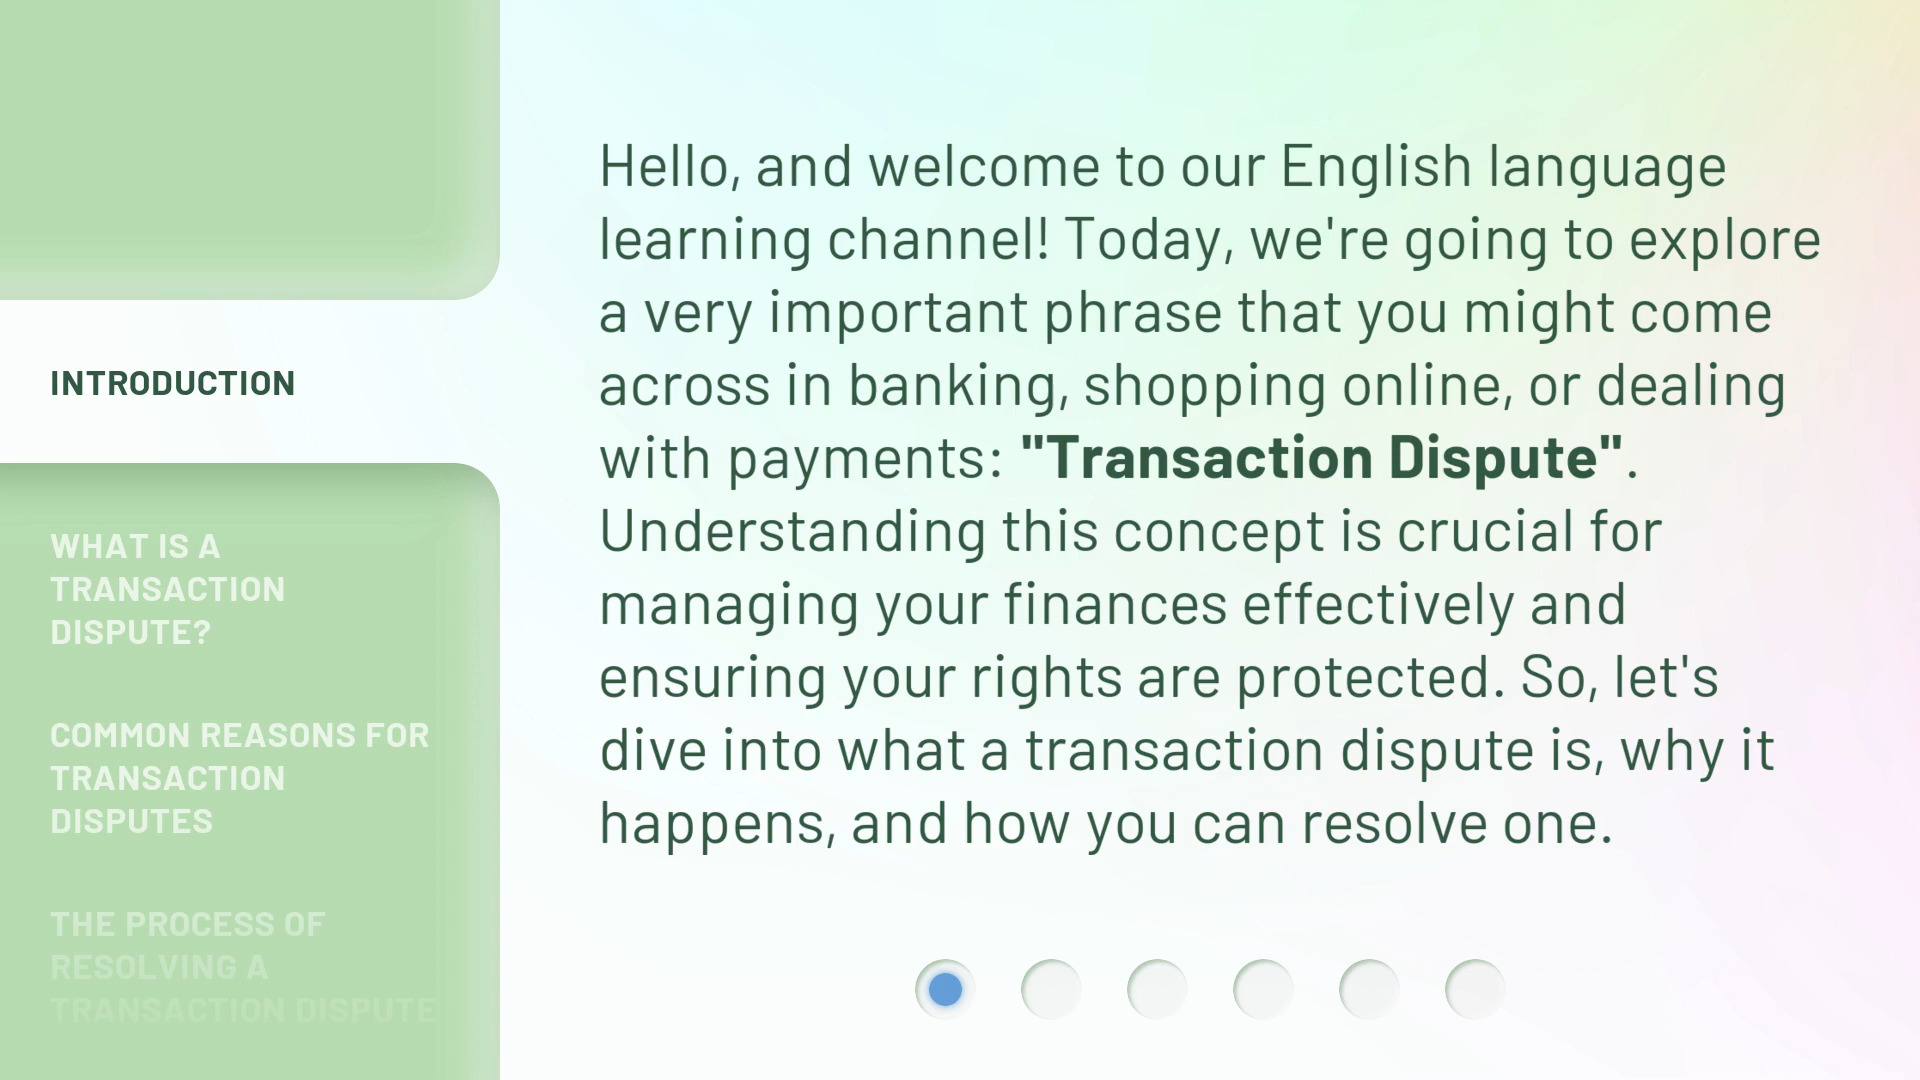 INTRODUCTION
WHAT IS A
TRANSACTION
DISPUTE?
COMMON REASONS FOR
TRANSACTION
DISPUTES
THE PROCESS OF
RESOLVING A
TRANSACTION DISPUTE
Hello, and welcome to our English language
learning channel! Today, we're going to explore
a very important phrase that you might come
across in banking, shopping online, or dealing
with payments: "Transaction Dispute".
Understanding this concept is crucial for
managing your finances effectively and
ensuring your rights are protected. So, let's
dive into what a transaction dispute is, why it
happens, and how you can resolve one.